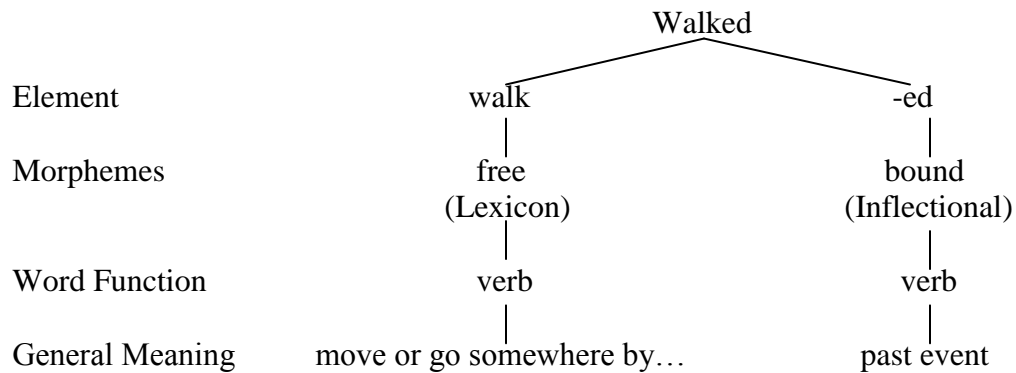 Walked
Element walk -ed
Morphemes free bound
(Lexicon) (Inflectional)
Word Function verb verb
General Meaning move or go somewhere by… past event